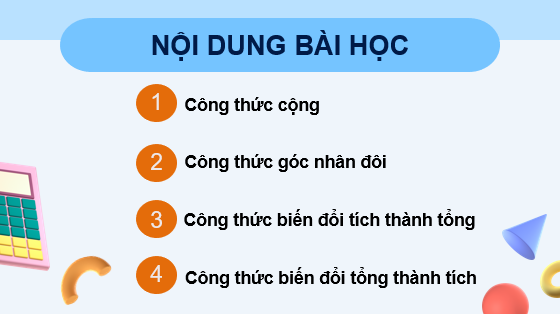 NỘI DUNG BÀI HỌC
1 Công thức cộng
2 Công thức góc nhân đôi
3 Công thức biến đổi tích thành tổng
4 Công thức biến đổi tổng thành tích